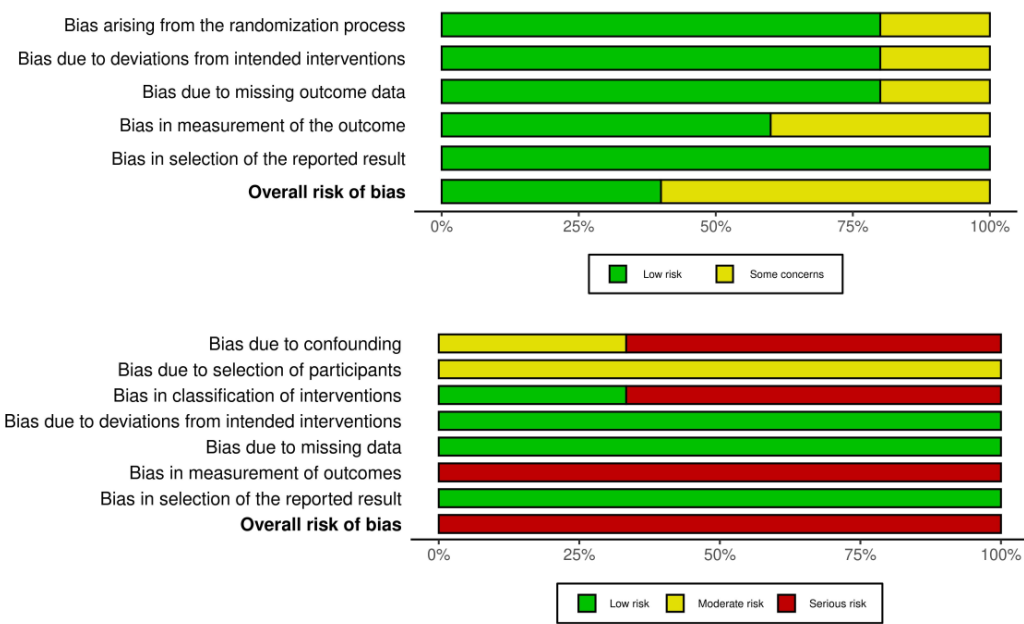 Bias arising from the randomization process
Bias due to deviations from intended interventions
Bias due to missing outcome data
Bias in measurement of the outcome
Bias in selection of the reported result
Overall risk of bias
0% 25% 50% 75% 100%
Low risk Some concerns
Bias due to confounding
Bias due to selection of participants
Bias in classification of interventions
Bias due to deviations from intended interventions
Bias due to missing data
Bias in measurement of outcomes
Bias in selection of the reported result
Overall risk of bias
0% 25% 50% 75% 100%
Low risk Moderate risk Serious risk